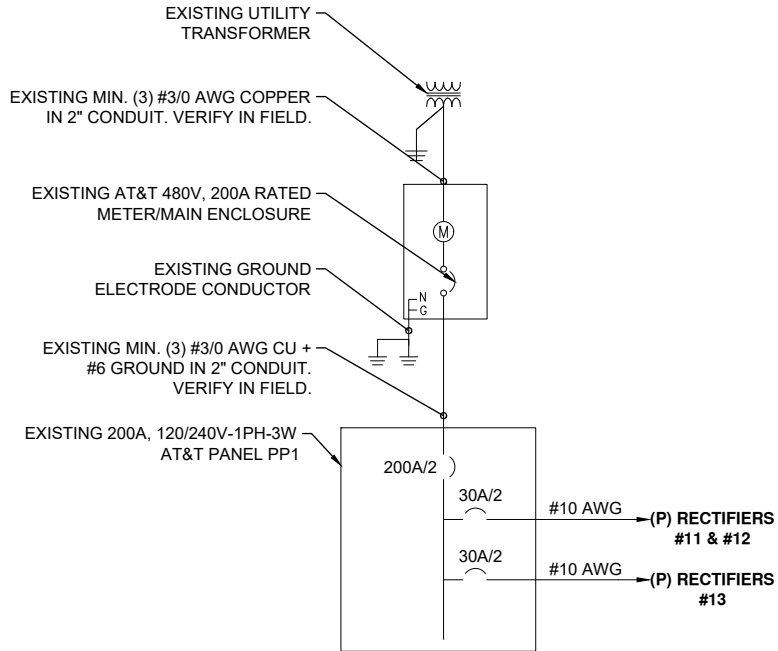 EXISTING UTILITY
TRANSFORMER
EXISTING MIN. (3) #3/0 AWG COPPER
IN 2" CONDUIT. VERIFY IN FIELD.
EXISTING AT&T 480V, 200A RATED
METER/MAIN ENCLOSURE
M
EXISTING GROUND
ELECTRODE CONDUCTOR
N
G
EXISTING MIN. (3) #3/0 AWG CU +
#6 GROUND IN 2" CONDUIT.
VERIFY IN FIELD.
EXISTING 200A, 120/240V-1PH-3W
AT&T PANEL PP1
200A/2
30A/2
#10 AWG
(P) RECTIFIERS
#11 & #12
30A/2
#10 AWG
(P) RECTIFIERS
#13